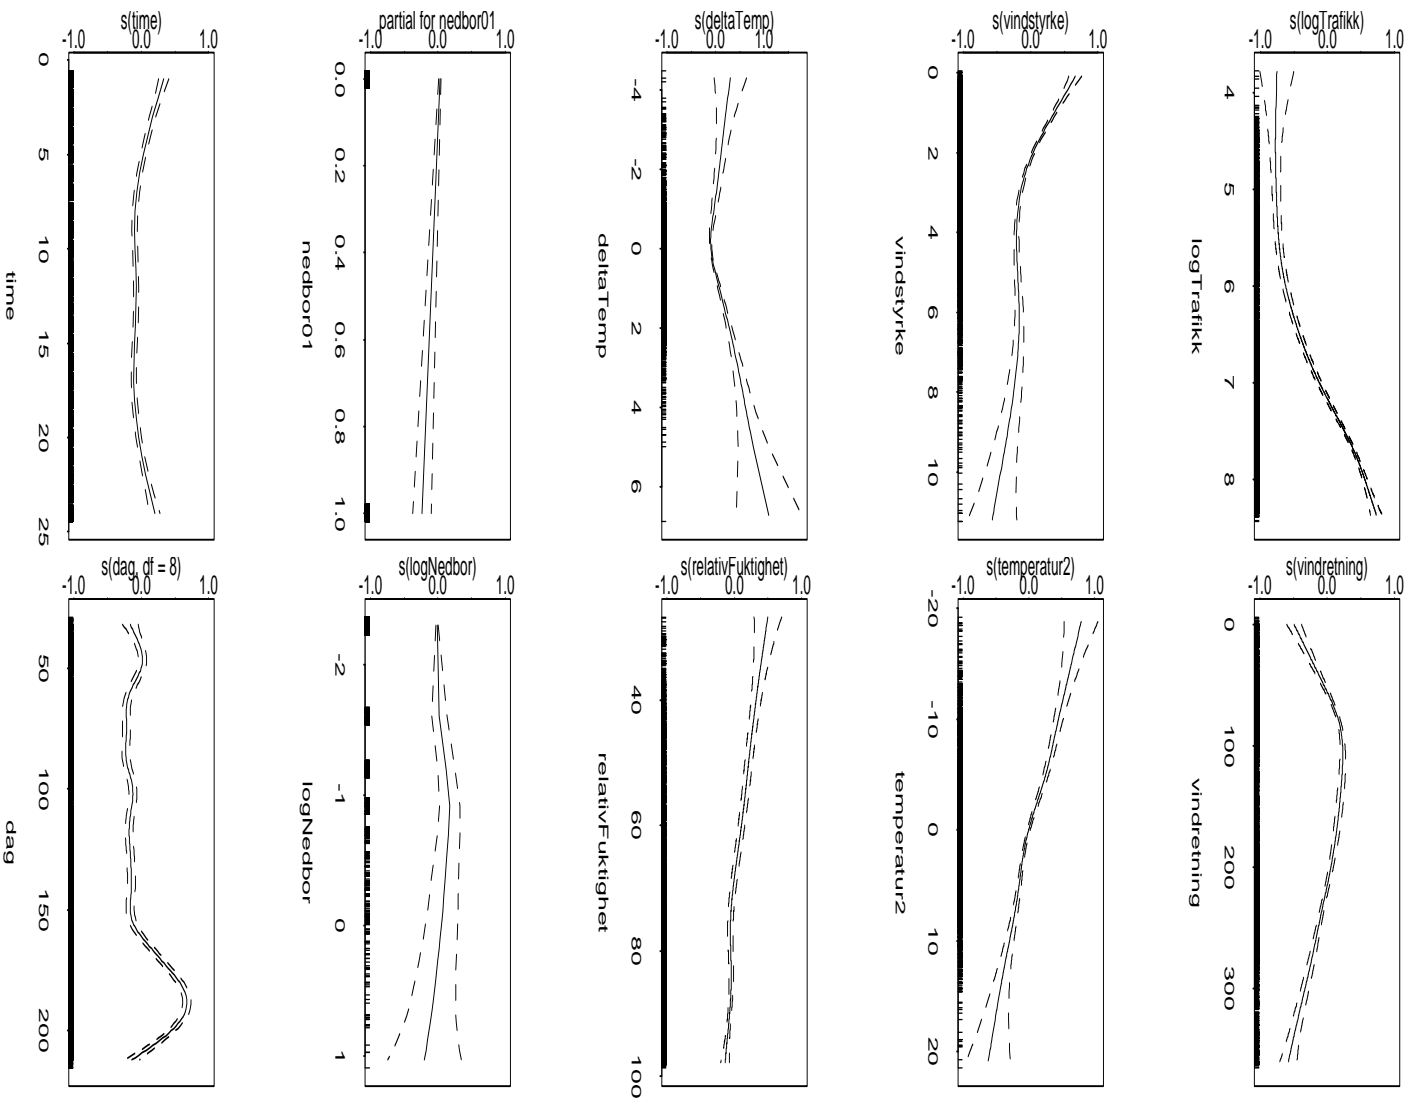 s(logTrafikk)
-1.0 0.0 1.0
4 5 6 7 8
logTrafikk
s(vindretning)
-1.0 0.0 1.0
0 100 200 300
vindretning
s(vindstyrke)
-1.0 0.0 1.0
0 2 4 6 8 10
vindstyrke
s(temperatur2)
-1.0 0.0 1.0
-20 -10 0 10 20
temperatur2
s(deltaTemp)
-1.0 0.0 1.0
-4 -2 0 2 4 6
deltaTemp
s(relativFuktighet)
-1.0 0.0 1.0
40 60 80 100
relativFuktighet
partial for nedbor01
-1.0 0.0 1.0
0.0 0.2 0.4 0.6 0.8 1.0
nedbor01
s(logNedbor)
-1.0 0.0 1.0
-2 -1 0 1
logNedbor
s(time)
-1.0 0.0 1.0
0 5 10 15 20 25
time
s(dag, df = 8)
-1.0 0.0 1.0
50 100 150 200
dag